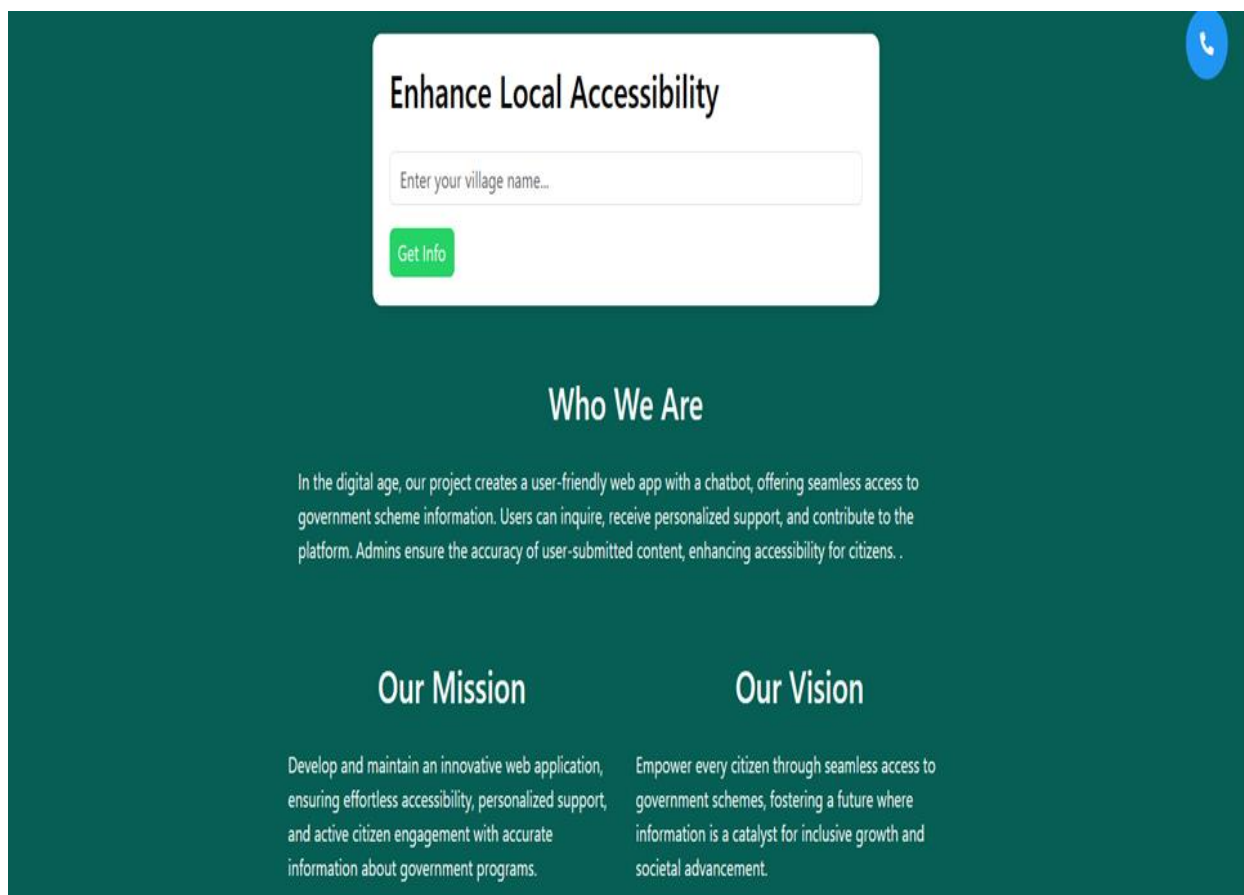 Enhance Local Accessibility
Enter your village name...
Get Info
Who We Are
In the digital age, our project creates a user-friendly web app with a chatbot, offering seamless access to
government scheme information. Users can inquire, receive personalized support, and contribute to the
platform. Admins ensure the accuracy of user-submitted content, enhancing accessibility for citizens. .
Our Mission
Develop and maintain an innovative web application,
ensuring effortless accessibility, personalized support,
and active citizen engagement with accurate
information about government programs.
Our Vision
Empower every citizen through seamless access to
government schemes, fostering a future where
information is a catalyst for inclusive growth and
societal advancement.